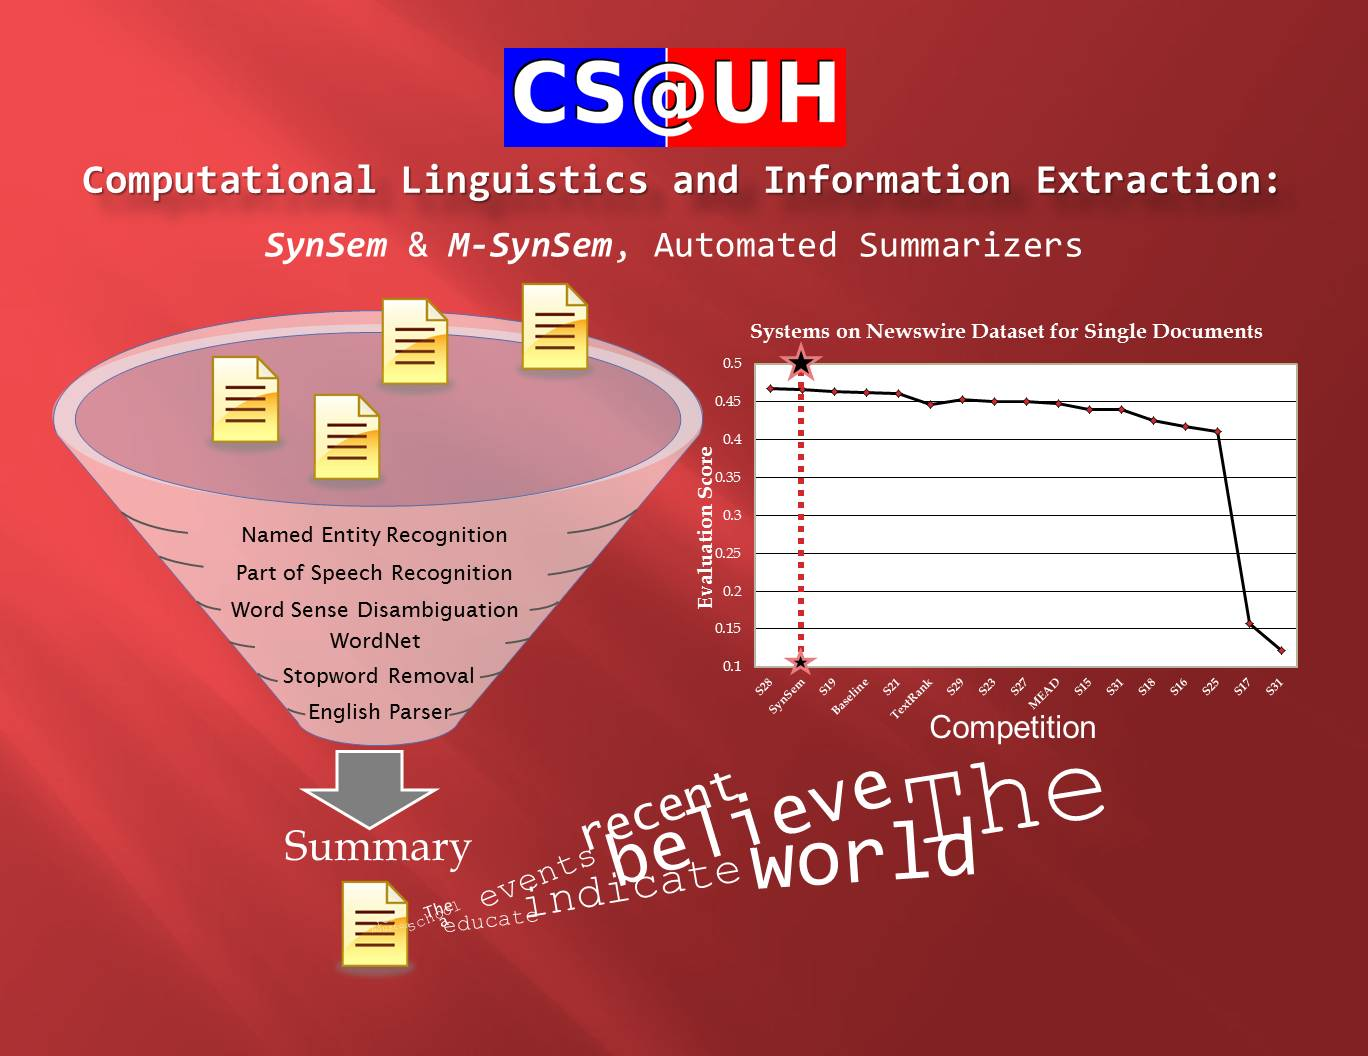 CS@UH
Computational Linguistics and Information Extraction:
SynSem & M-SynSem, Automated Summarizers
Named Entity Recognition
Part of Speech Recognition
Word Sense Disambiguation
WordNet
Stopword Removal
English Parser
Summary
Systems on Newswire Dataset for Single Documents
Evaluation Score
0.5
0.45
0.4
0.35
0.3
0.25
0.2
0.15
0.1
S28
SynSem
S19
Baseline
S21
TextRank
S29
S23
S27
MEAD
S15
S31
S18
S16
S25
S17
S31
Competition
The
believe
recent
world
indicate
events
educate
The
a
school